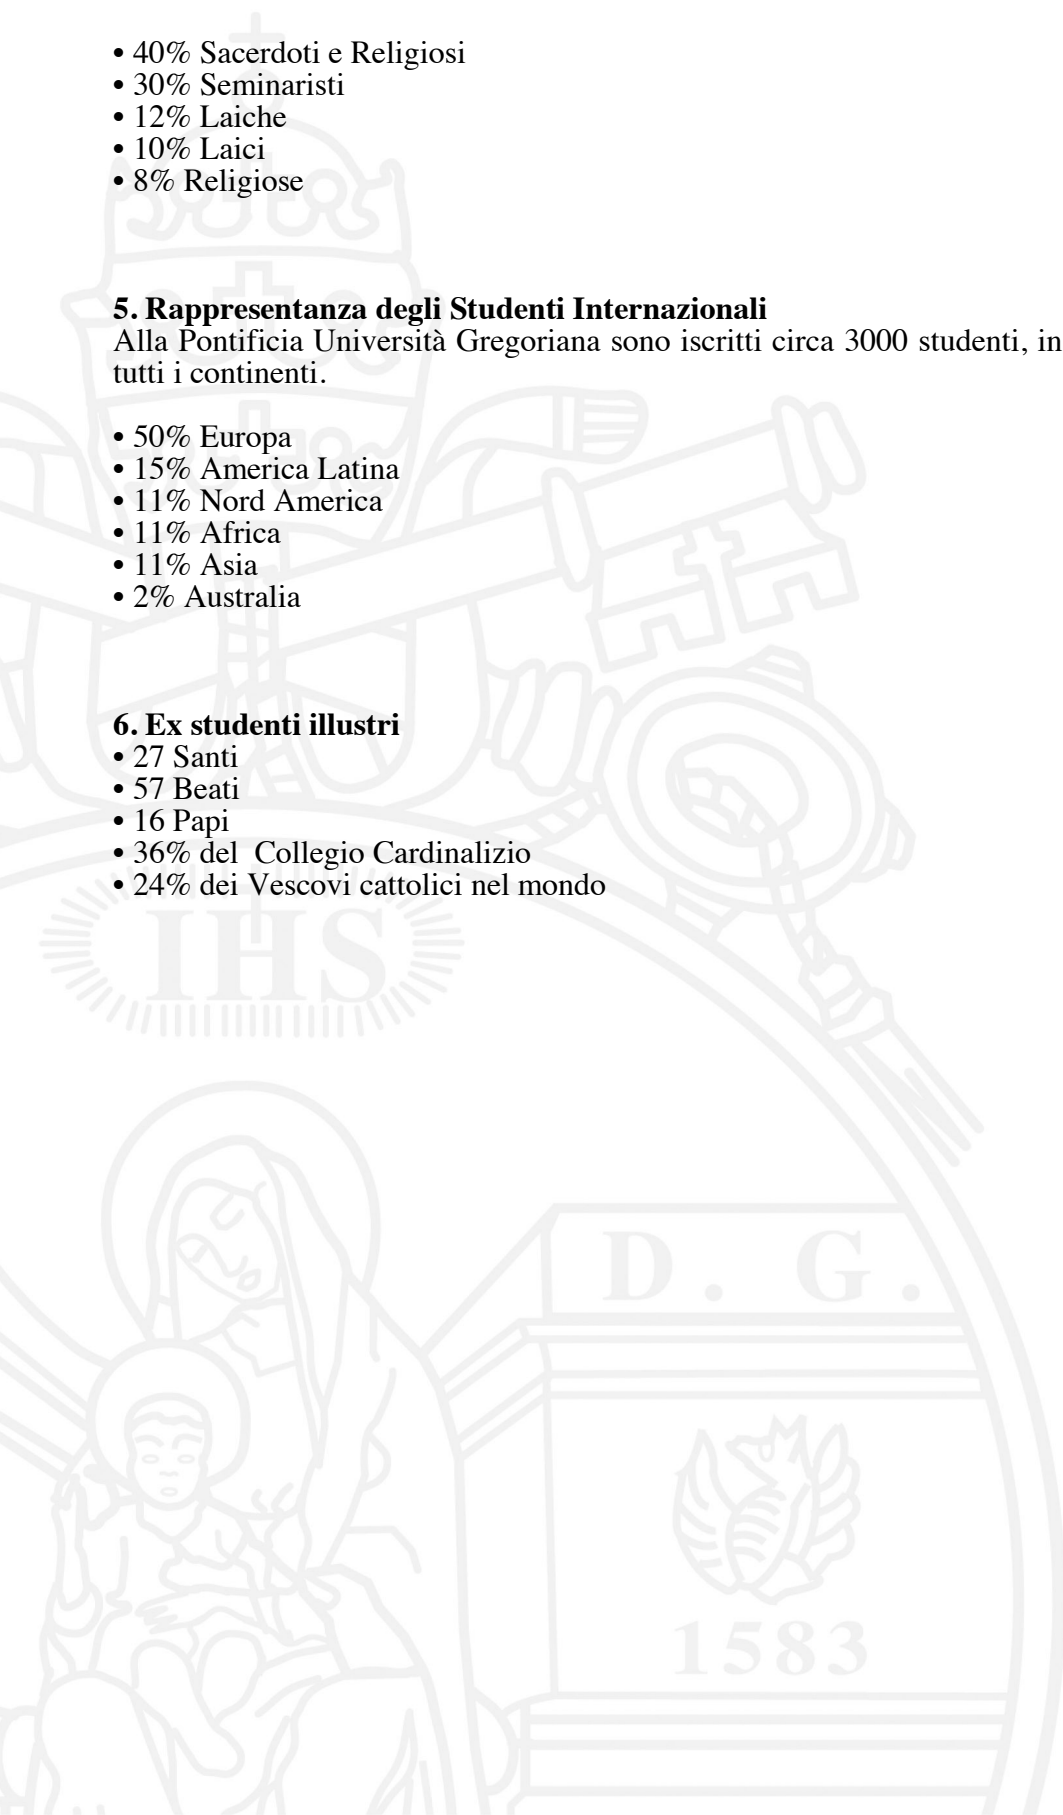 • 40% Sacerdoti e Religiosi
• 30% Seminaristi
• 12% Laiche
• 10% Laici
• 8% Religiose
5. Rappresentanza degli Studenti Internazionali
Alla Pontificia Università Gregoriana sono iscritti circa 3000 studenti, in
tutti i continenti.
• 50% Europa
• 15% America Latina
• 11% Nord America
• 11% Africa
• 11% Asia
• 2% Australia
6. Ex studenti illustri
• 27 Santi
• 57 Beati
• 16 Papi
• 36% del  Collegio Cardinalizio
• 24% dei Vescovi cattolici nel mondo
IHS
D. G.
1583